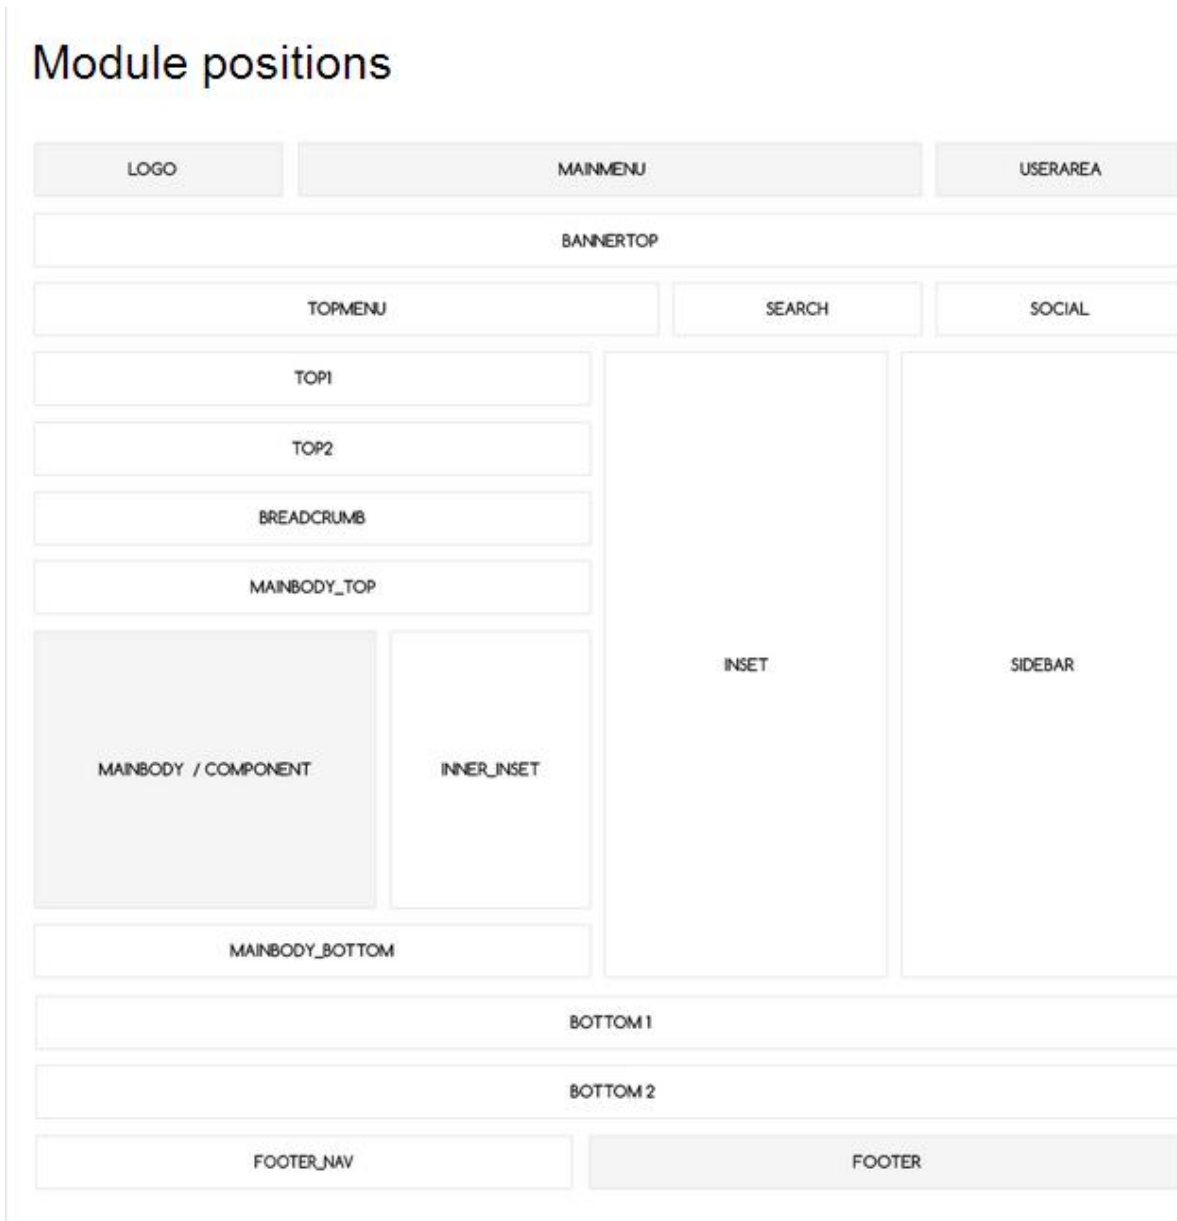 Module positions
LOGO MAINMENU USERAREA
BANNERTOP
TOPMENU SEARCH SOCIAL
TOP1
TOP2
BREADCRUMB
MAINBODY_TOP
INSET SIDEBAR
MAINBODY / COMPONENT INNER_INSET
MAINBODY_BOTTOM
BOTTOM 1
BOTTOM 2
FOOTER_NAV FOOTER